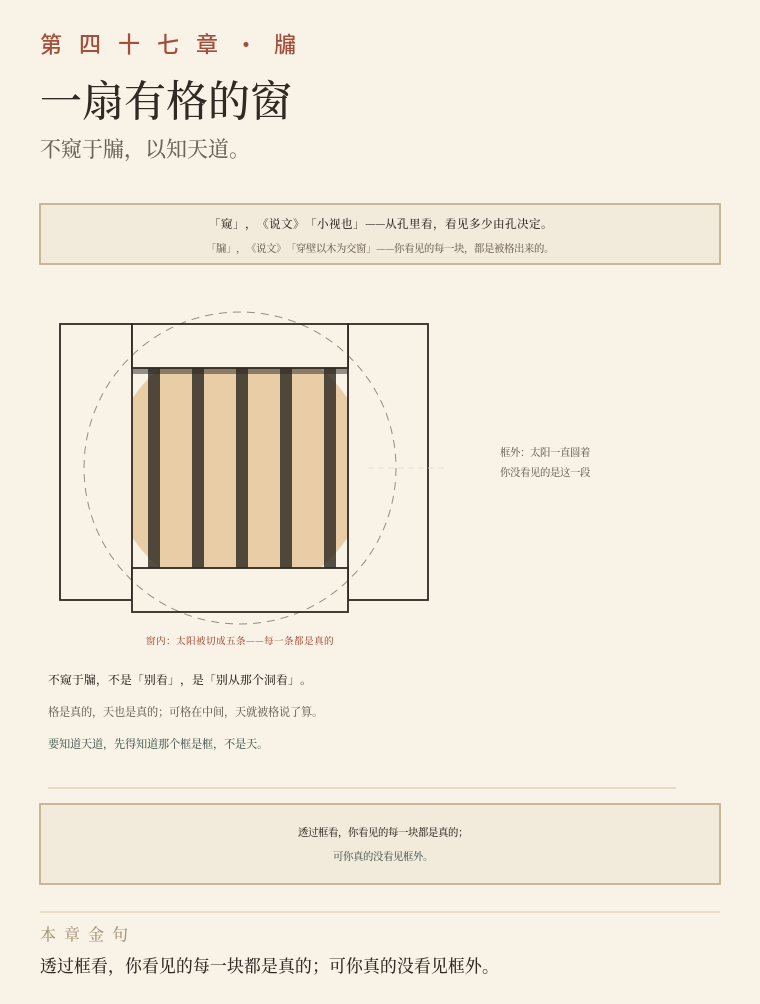 第四十七章·牖
一扇有格的窗
不窥于牖，以知天道。
「窥」，《说文》「小视也」——从孔里看，看见多少由孔决定。
「牖」，《说文》「穿壁以木为交窗」——你看见的每一块，都是被格出来的。
框外：太阳一直圆着
你没看见的是这一段
窗内：太阳被切成五条——每一条都是真的
不窥于牖，不是「别看」，是「别从那个洞看」。
格是真的，天也是真的；可格在中间，天就被格说了算。
要知道天道，先得知道那个框是框，不是天。
透过框看，你看见的每一块都是真的；
可你真的没看见框外。
本章金句
透过框看，你看见的每一块都是真的；可你真的没看见框外。